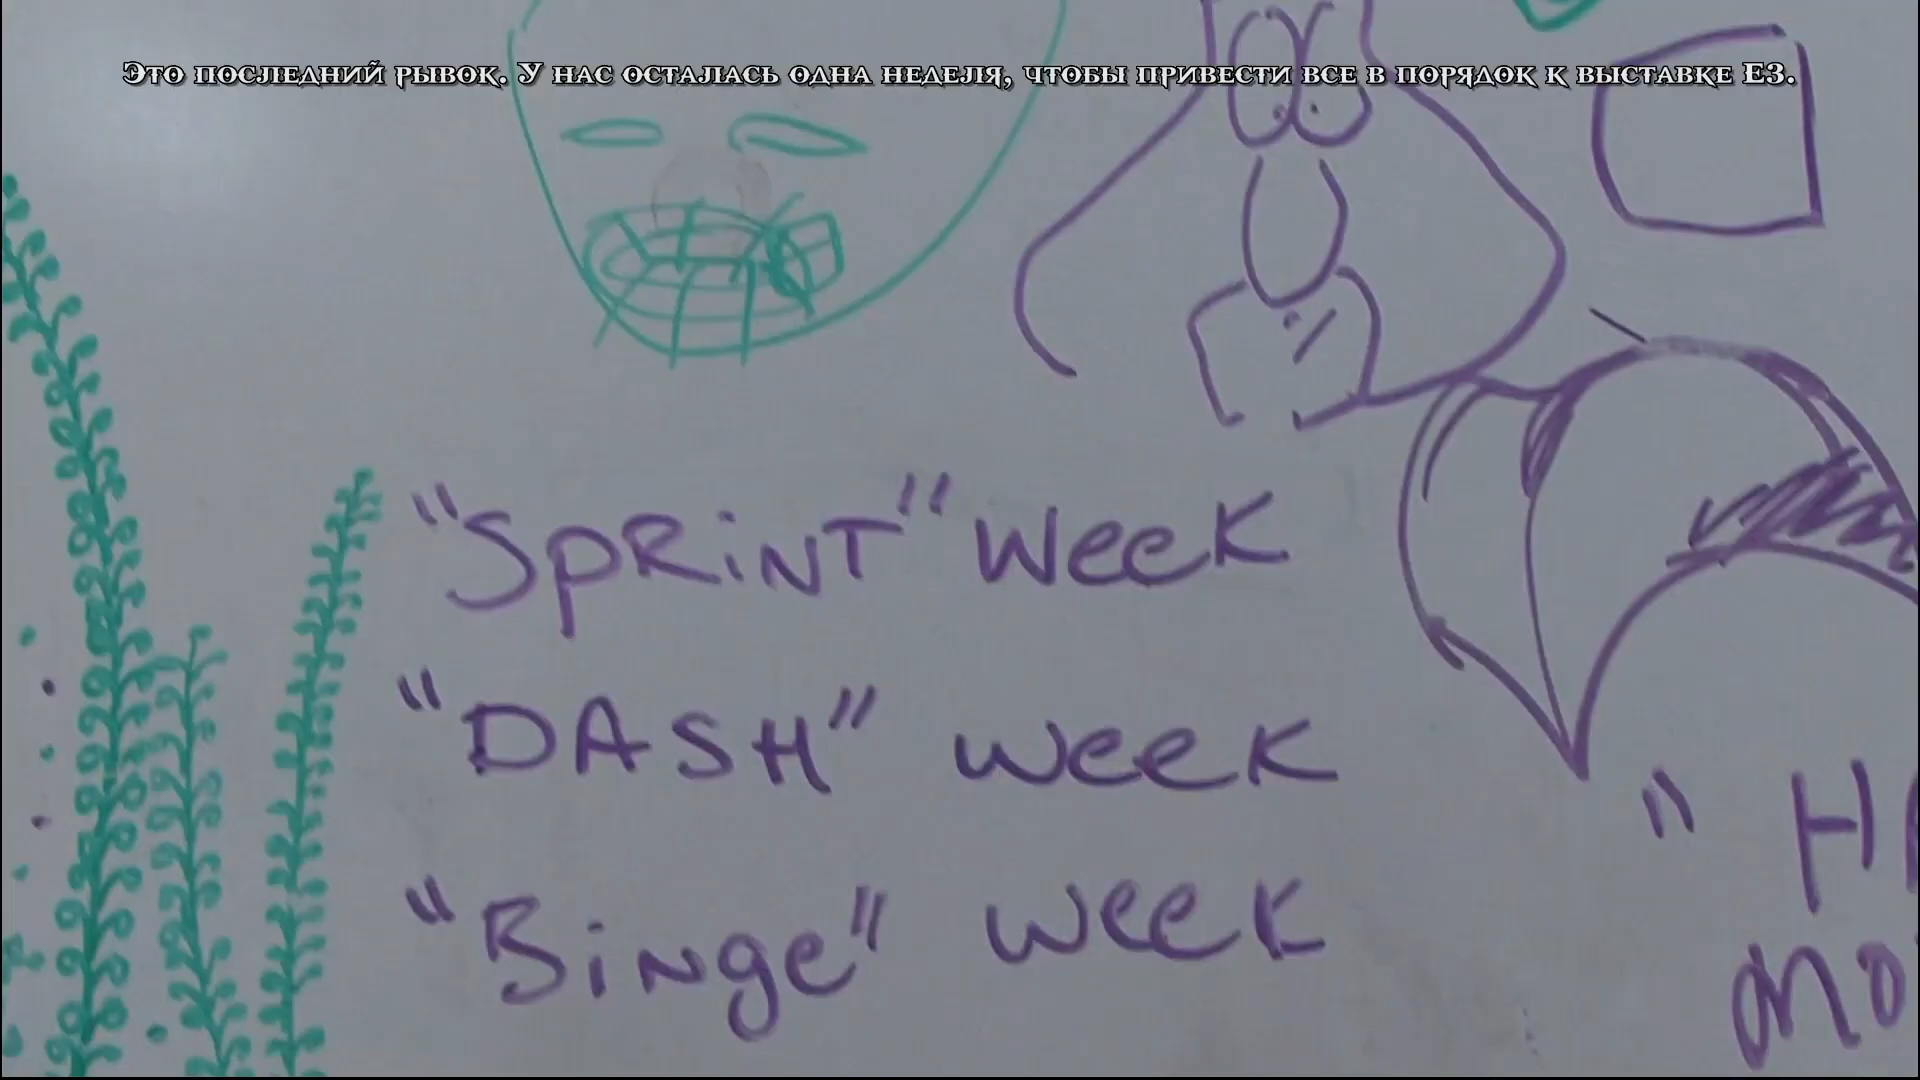 Это последний рывок. У нас осталась одна неделя, чтобы привести все в порядок к выставке E3.
"SPRiNT" week
"DASH" week
"Binge" week